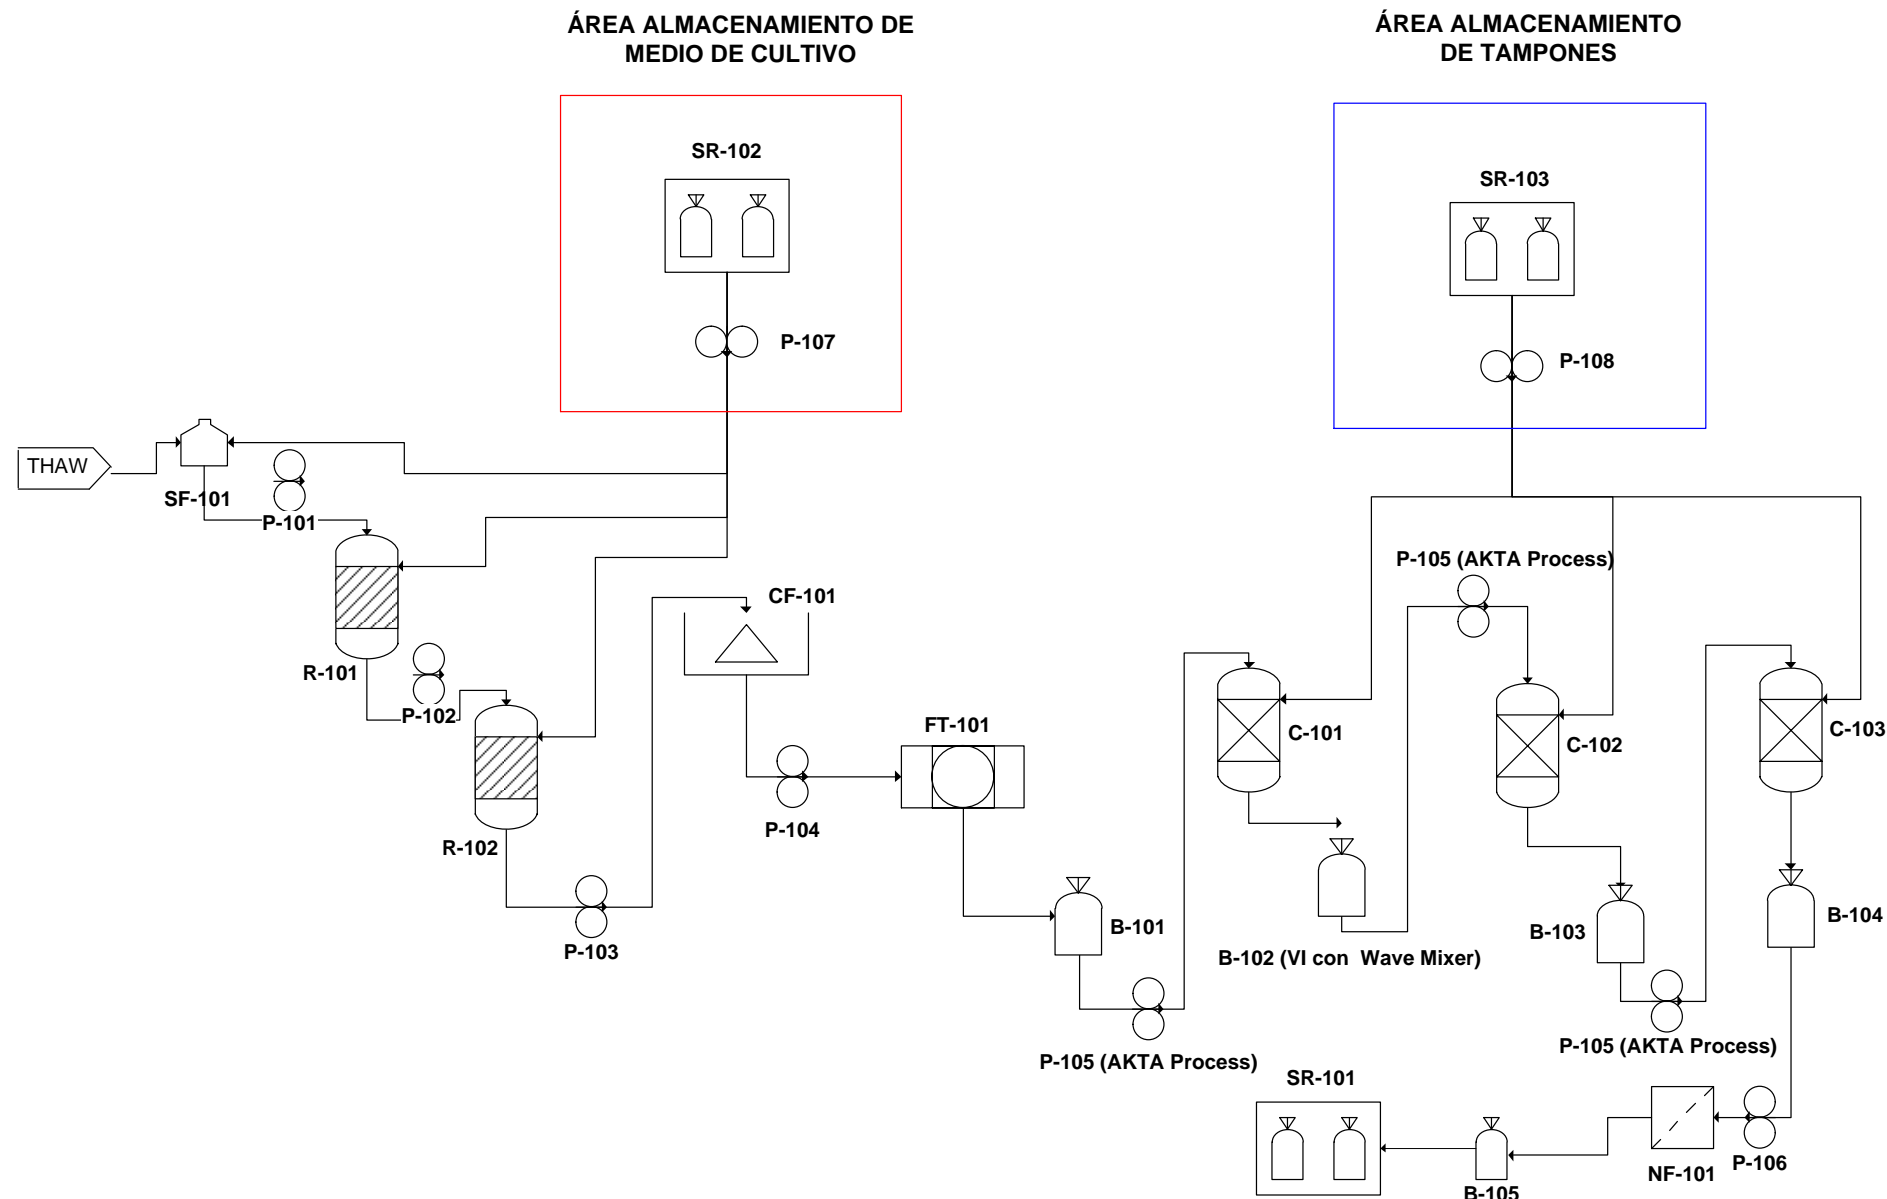 ÁREA ALMACENAMIENTO DE
MEDIO DE CULTIVO
ÁREA ALMACENAMIENTO
DE TAMPONES
SR-102
SR-103
P-107
P-108
THAW
SF-101
P-101
P-105 (AKTA Process)
CF-101
R-101
P-102
FT-101
C-101
C-102
C-103
P-104
R-102
B-101
B-104
B-103
P-103
B-102 (VI con  Wave Mixer)
P-105 (AKTA Process)
P-105 (AKTA Process)
SR-101
NF-101
P-106
B-105